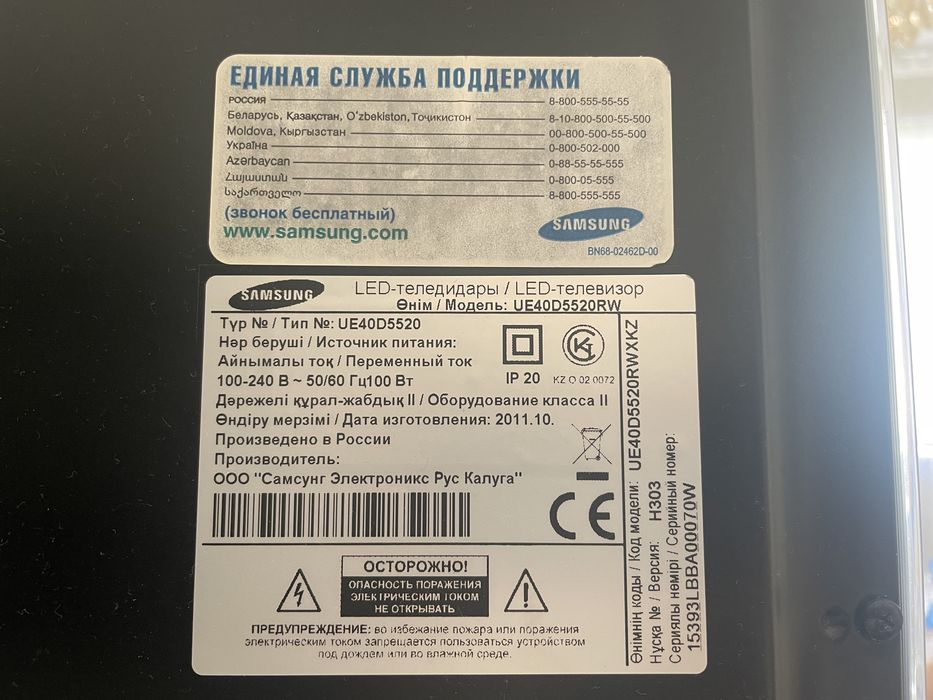 ЕДИНАЯ СЛУЖБА ПОДДЕРЖКИ
РОССИЯ 8-800-555-55-55
Беларусь, Қазақстан, O'zbekiston, Тоҷикистон 8-10-800-500-55-500
Moldova, Кыргызстан 00-800-500-55-500
Україна 0-800-502-000
Azərbaycan 0-88-55-55-555
Հայաստան 0-800-05-555
საქართველო 8-800-555-555
(звонок бесплатный)
www.samsung.com
SAMSUNG
BN68-02462D-00
SAMSUNG
LED-теледидары / LED-телевизор
Өнім / Модель: UE40D5520RW
Түр № / Тип №: UE40D5520
Нәр беруші / Источник питания:
Айнымалы тоқ / Переменный ток
100-240 В ~ 50/60 Гц100 Вт
IP 20
KZ O 02 0072
Дәрежелі құрал-жабдық II / Оборудование класса II
Өндіру мерзімі / Дата изготовления: 2011.10.
Произведено в России
Производитель:
ООО "Самсунг Электроникс Рус Калуга"
CE
ОСТОРОЖНО!
ОПАСНОСТЬ ПОРАЖЕНИЯ
ЭЛЕКТРИЧЕСКИМ ТОКОМ
НЕ ОТКРЫВАТЬ
ПРЕДУПРЕЖДЕНИЕ: во избежание пожара или поражения
электрическим током запрещается пользоваться устройством
под дождем или во влажной среде.
Өнімнің коды / Код модели: UE40D5520RWXKZ
Нұсқа № / Версия: H303
Сериялы нөмірі / Серийный номер:
15393LBBA00070W